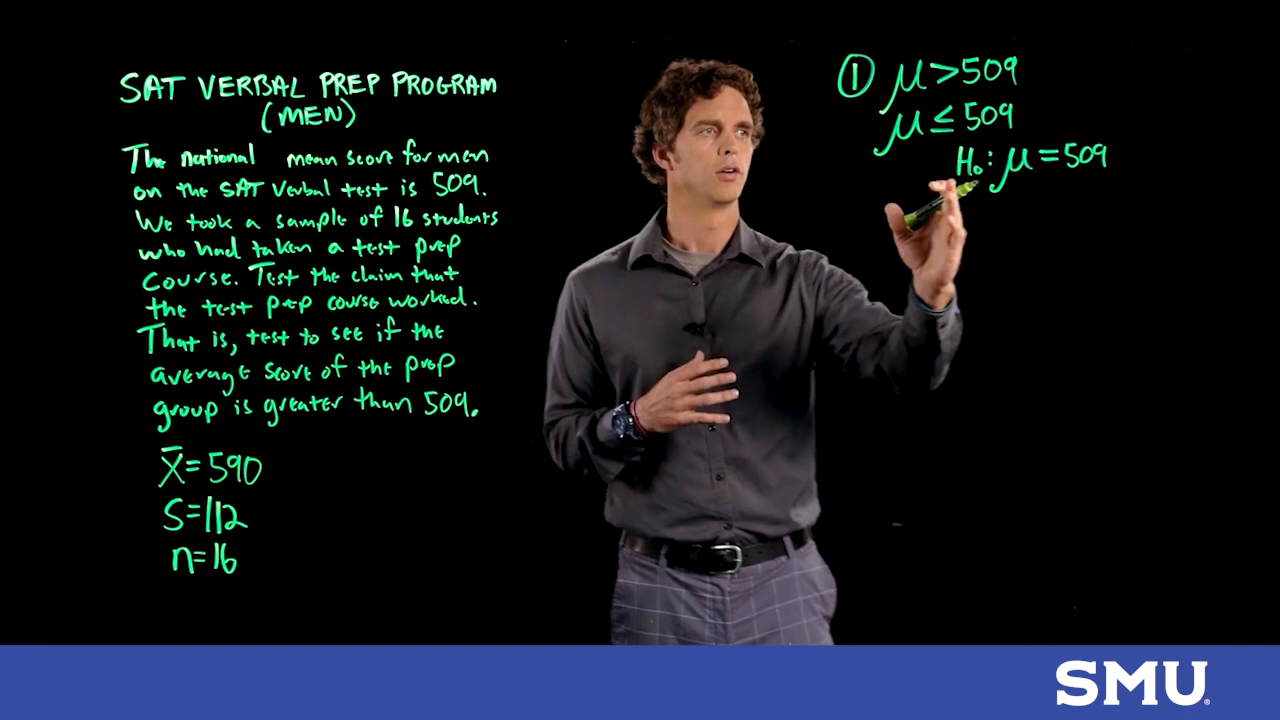 SAT VERBAL PREP PROGRAM
(MEN)
The national mean score for men
on the SAT Verbal test is 509.
We took a sample of 16 students
who had taken a test prep
course. Test the claim that
the test prep course worked.
That is, test to see if the
average score of the prep
group is greater than 509.
X̄=590
S=112
n=16
① μ>509
μ≤509
H₀: μ=509
SMU